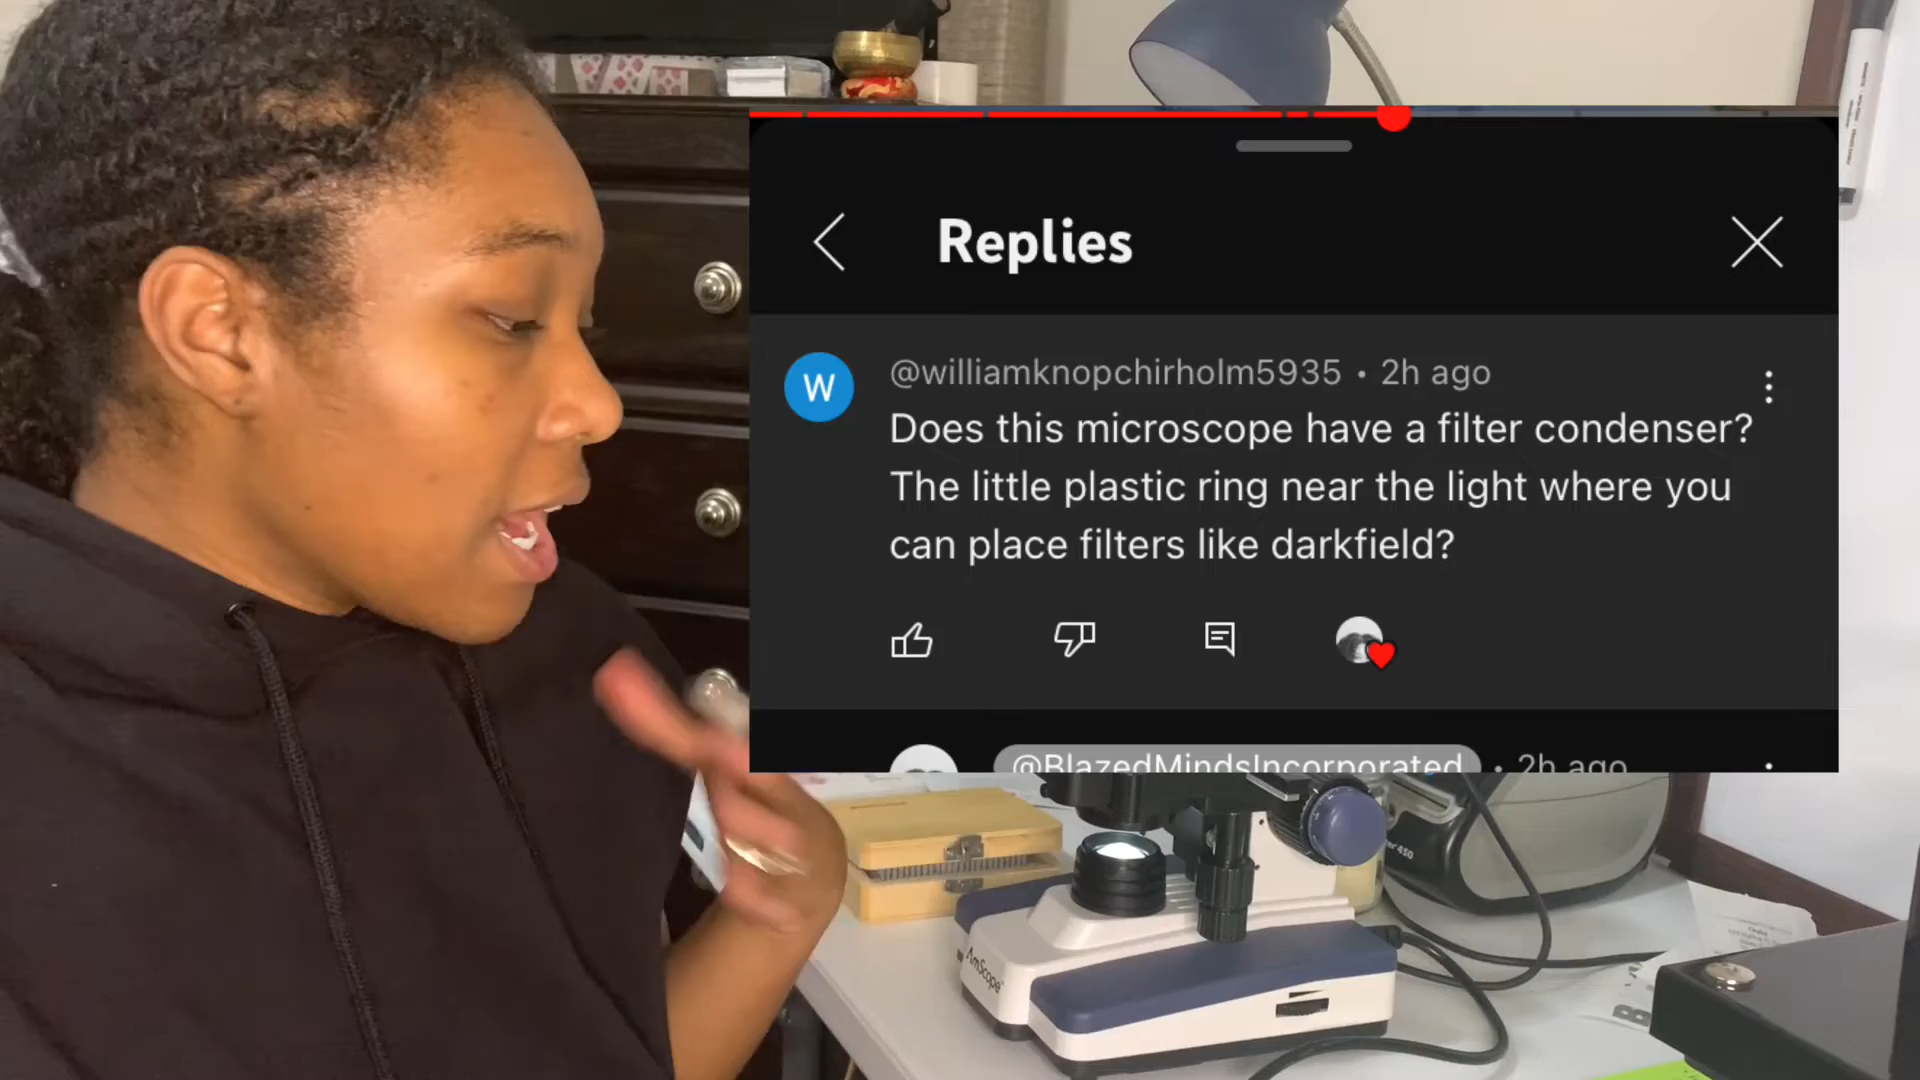 Replies
W
@williamknopchirholm5935 • 2h ago
Does this microscope have a filter condenser?
The little plastic ring near the light where you
can place filters like darkfield?
@BlazedMindsIncorporated • 2h ago
450
AmScope